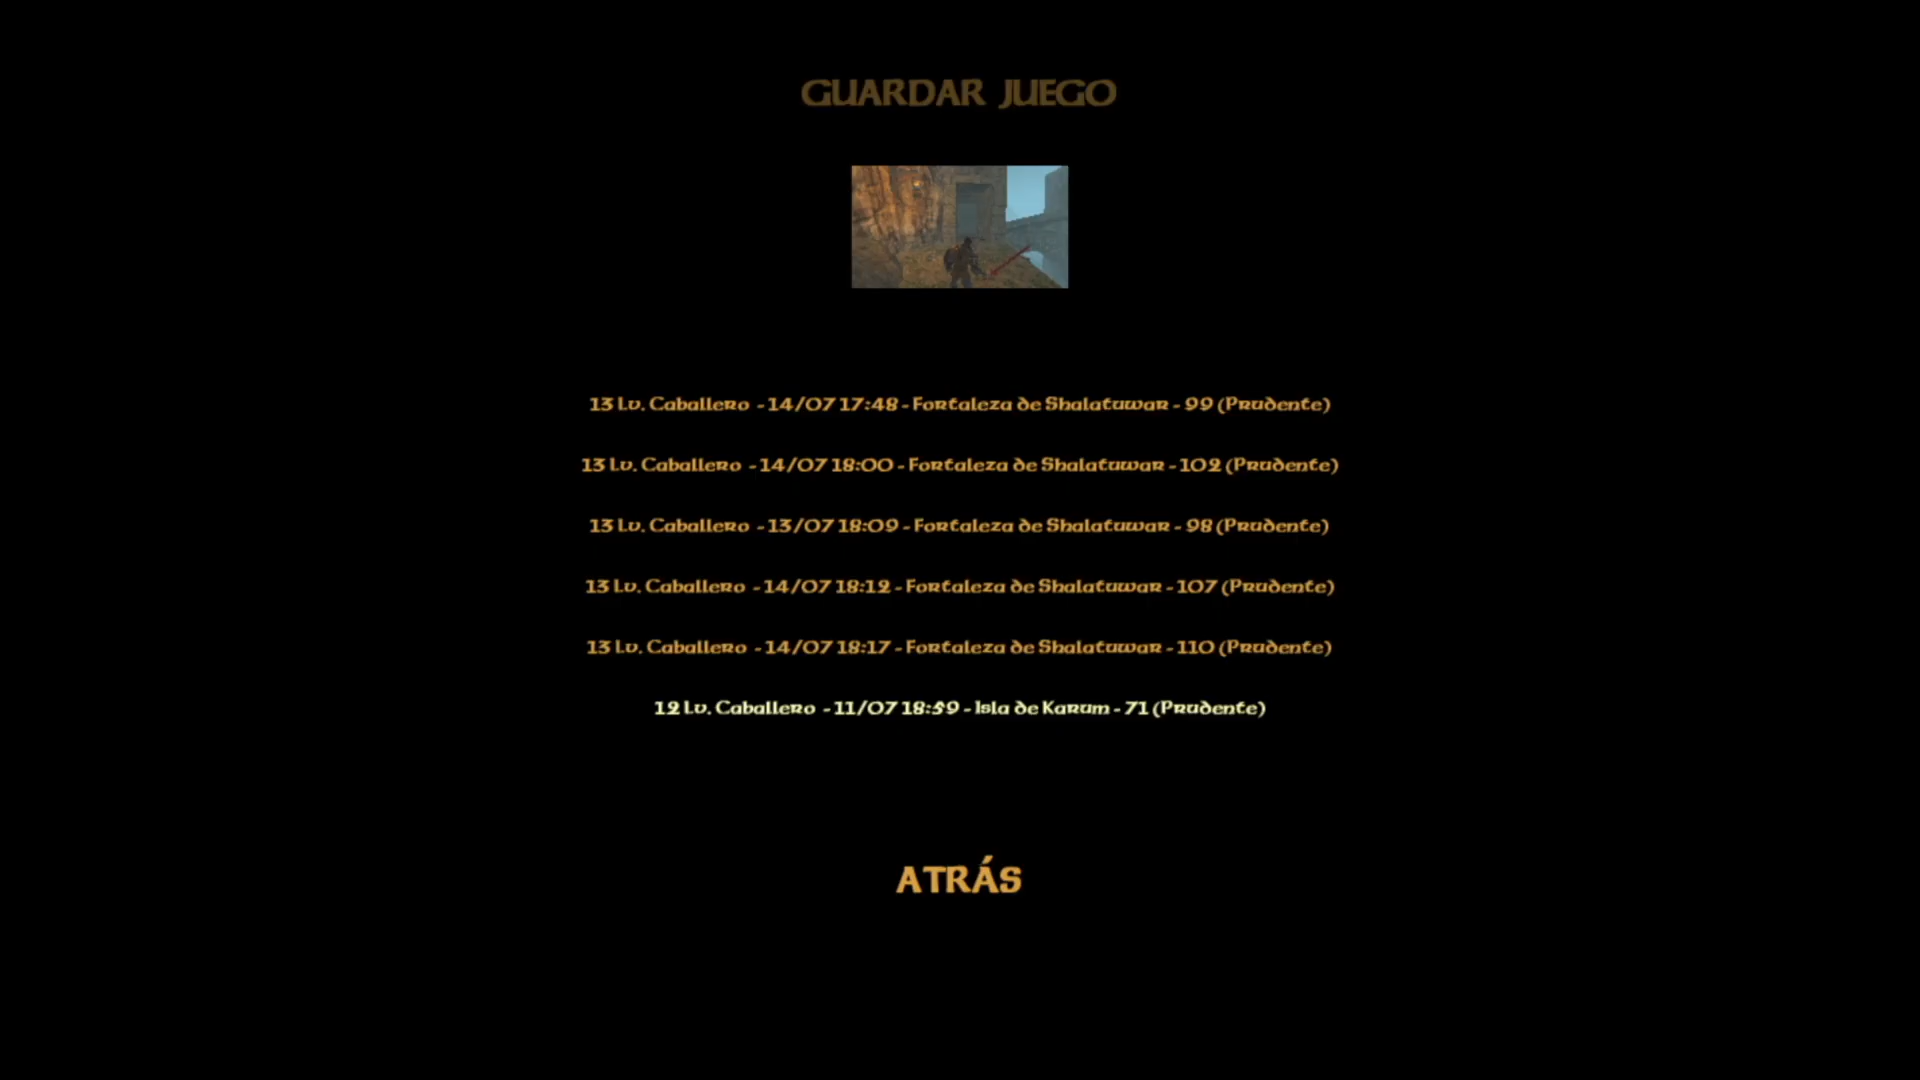 GUARDAR JUEGO
13 Lv. Caballero - 14/07 17:48 - Fortaleza de Shalatuwar - 99 (Prudente)
13 Lv. Caballero - 14/07 18:00 - Fortaleza de Shalatuwar - 102 (Prudente)
13 Lv. Caballero - 13/07 18:09 - Fortaleza de Shalatuwar - 98 (Prudente)
13 Lv. Caballero - 14/07 18:12 - Fortaleza de Shalatuwar - 107 (Prudente)
13 Lv. Caballero - 14/07 18:17 - Fortaleza de Shalatuwar - 110 (Prudente)
12 Lv. Caballero - 11/07 18:59 - Isla de Karum - 71 (Prudente)
ATRÁS